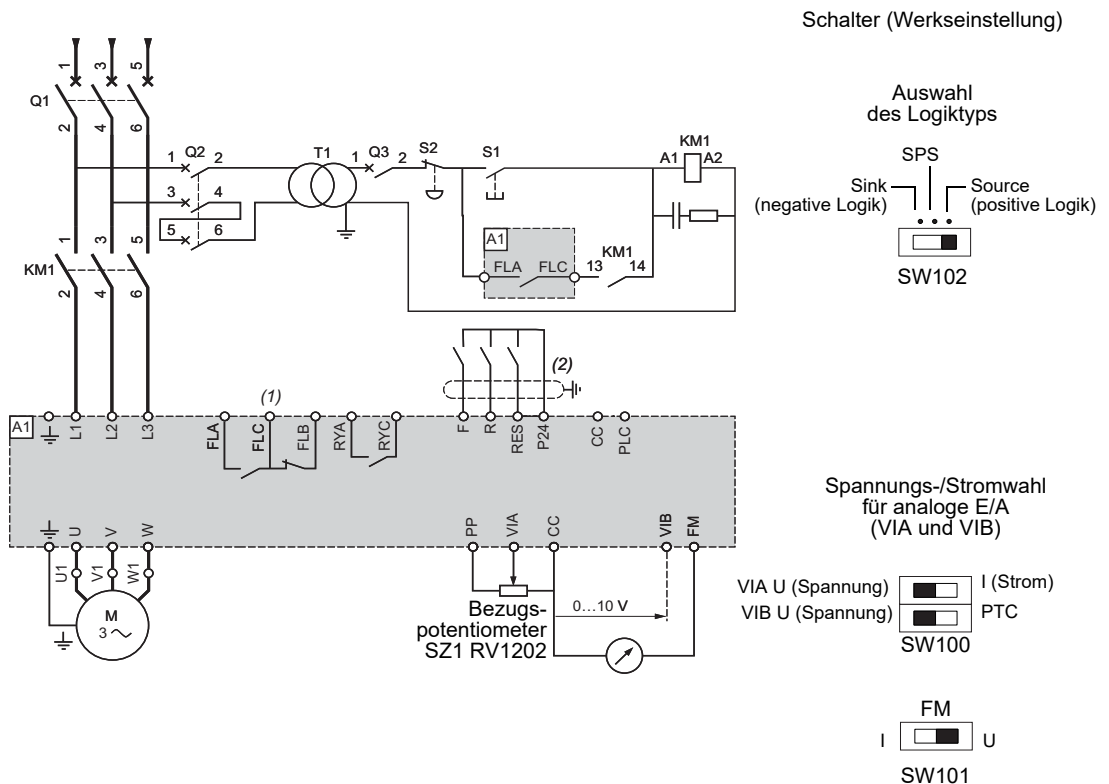 Schalter (Werkseinstellung)
1 3 5
Q1
2 4 6
1 Q2 2
3 4
5 6
T1
1 Q3 2
S2
S1
KM1
A1 A2
A1
FLA FLC
13 KM1 14
1 3 5
KM1
2 4 6
Auswahl
des Logiktyps
SPS
Sink
(negative Logik)
Source
(positive Logik)
SW102
(1)
(2)
A1
L1 L2 L3 FLA FLC FLB RYA RYC F R RES P24 CC PLC
U V W PP VIA CC VIB FM
U1 V1 W1
M
3
Bezugs-
potentiometer
SZ1 RV1202
0...10 V
Spannungs-/Stromwahl
für analoge E/A
(VIA und VIB)
VIA U (Spannung) I (Strom)
VIB U (Spannung) PTC
SW100
FM
I U
SW101